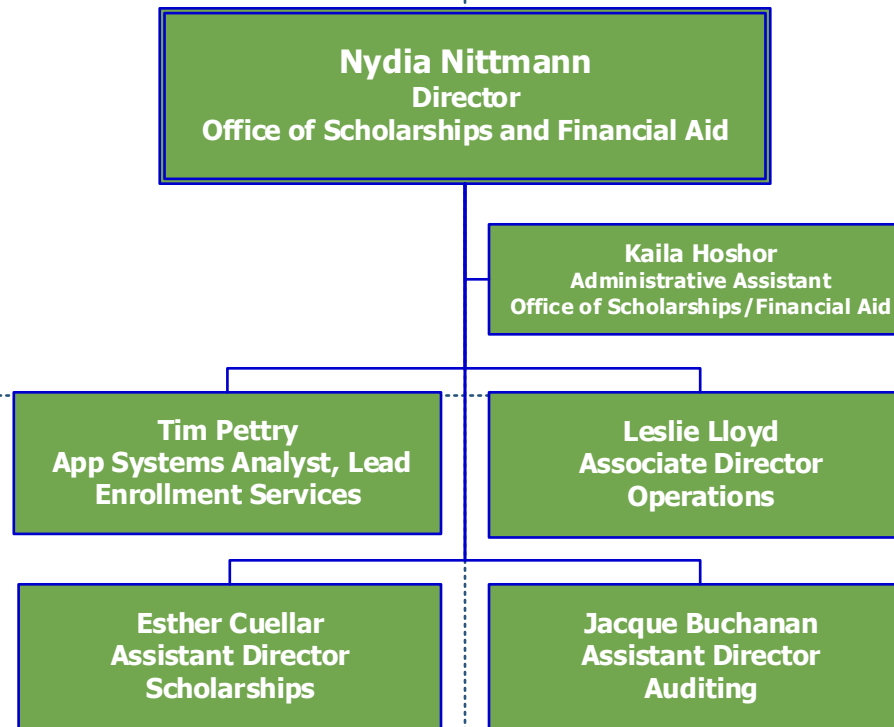 Nydia Nittmann
Director
Office of Scholarships and Financial Aid
Kaila Hoshor
Administrative Assistant
Office of Scholarships/Financial Aid
Tim Pettry
App Systems Analyst, Lead
Enrollment Services
Leslie Lloyd
Associate Director
Operations
Esther Cuellar
Assistant Director
Scholarships
Jacque Buchanan
Assistant Director
Auditing